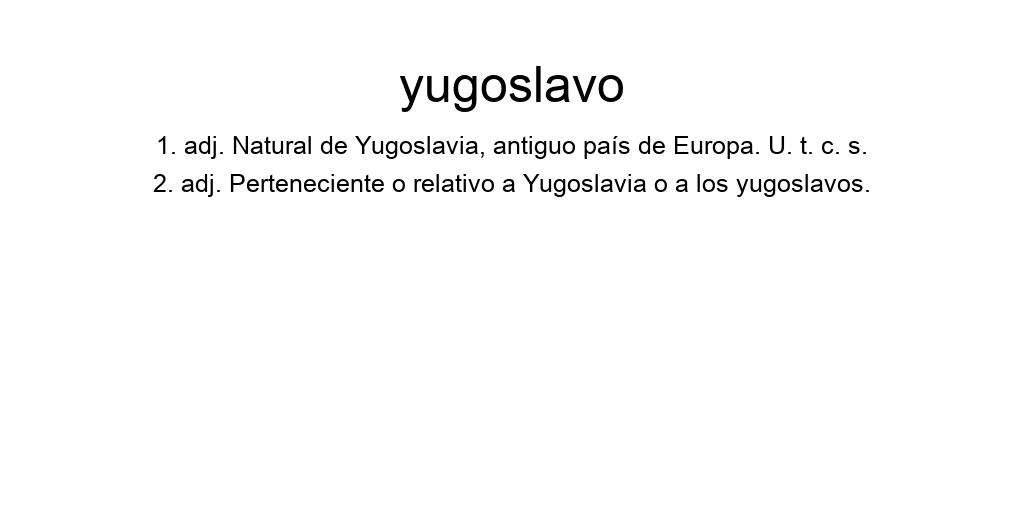 yugoslavo
1. adj. Natural de Yugoslavia, antiguo país de Europa. U. t. c. s.
2. adj. Perteneciente o relativo a Yugoslavia o a los yugoslavos.